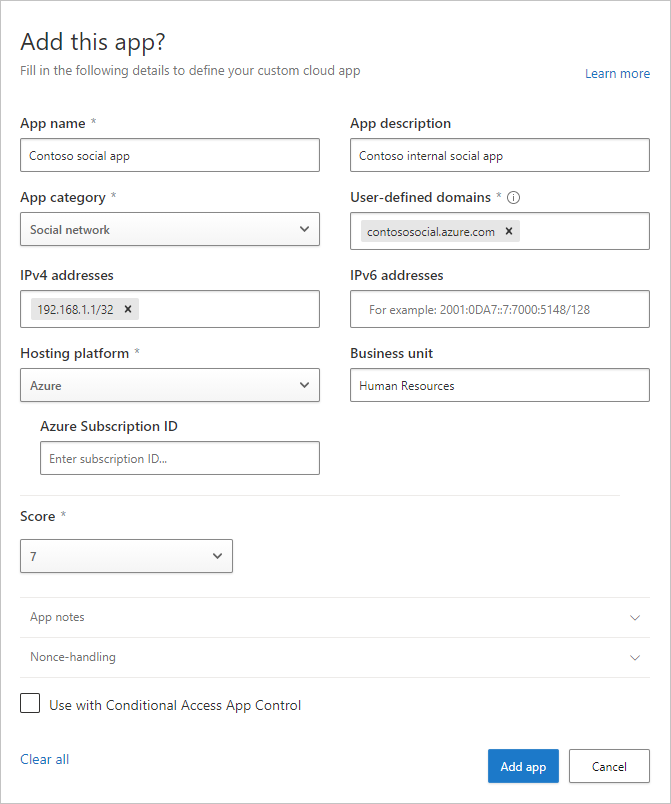 Add this app?
Fill in the following details to define your custom cloud app
Learn more
App name *
App description
Contoso social app
Contoso internal social app
App category *
User-defined domains *
Social network
contososocial.azure.com ×
IPv4 addresses
IPv6 addresses
192.168.1.1/32 ×
For example: 2001:0DA7::7:7000:5148/128
Hosting platform *
Business unit
Azure
Human Resources
Azure Subscription ID
Enter subscription ID...
Score *
7
App notes
Nonce-handling
Use with Conditional Access App Control
Clear all
Add app
Cancel